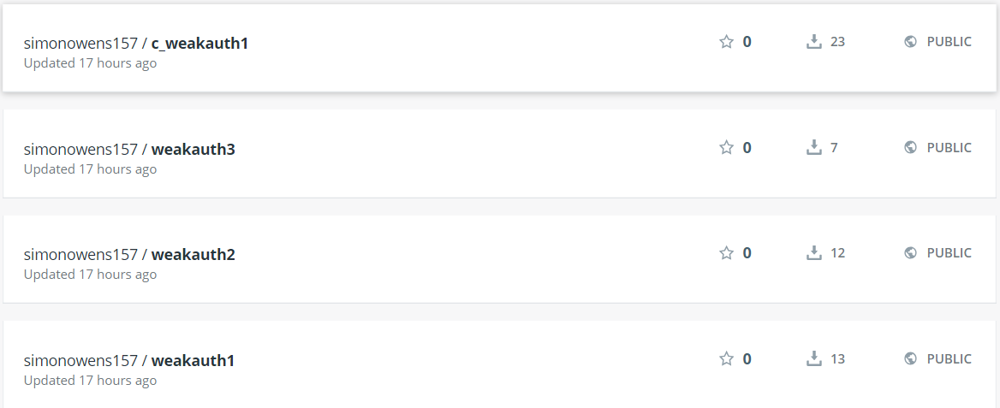 simonowens157 / c_weakauth1 0 23 PUBLIC
Updated 17 hours ago
simonowens157 / weakauth3 0 7 PUBLIC
Updated 17 hours ago
simonowens157 / weakauth2 0 12 PUBLIC
Updated 17 hours ago
simonowens157 / weakauth1 0 13 PUBLIC
Updated 17 hours ago